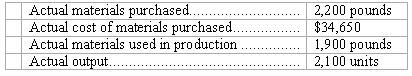 Actual materials purchased............................ 2,200 pounds
Actual cost of materials purchased................. $34,650
Actual materials used in production ............... 1,900 pounds
Actual output................................................ 2,100 units